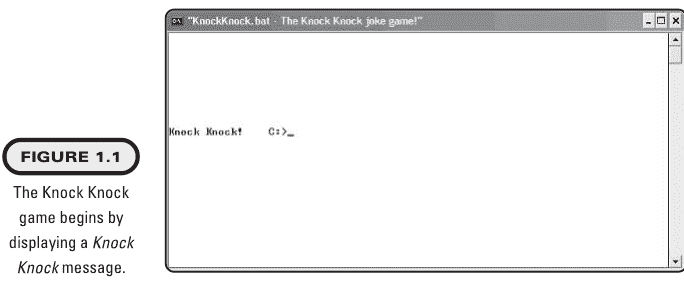 "KnockKnock.bat - The Knock Knock joke game!"
Knock Knock! C:>_
FIGURE 1.1
The Knock Knock
game begins by
displaying a Knock
Knock message.